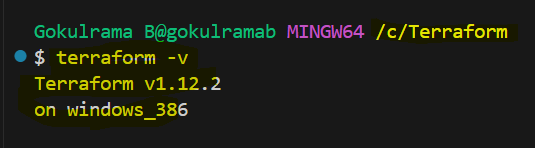 Gokulrama B@gokulramab MINGW64 /c/Terraform
$ terraform -v
Terraform v1.12.2
on windows_386